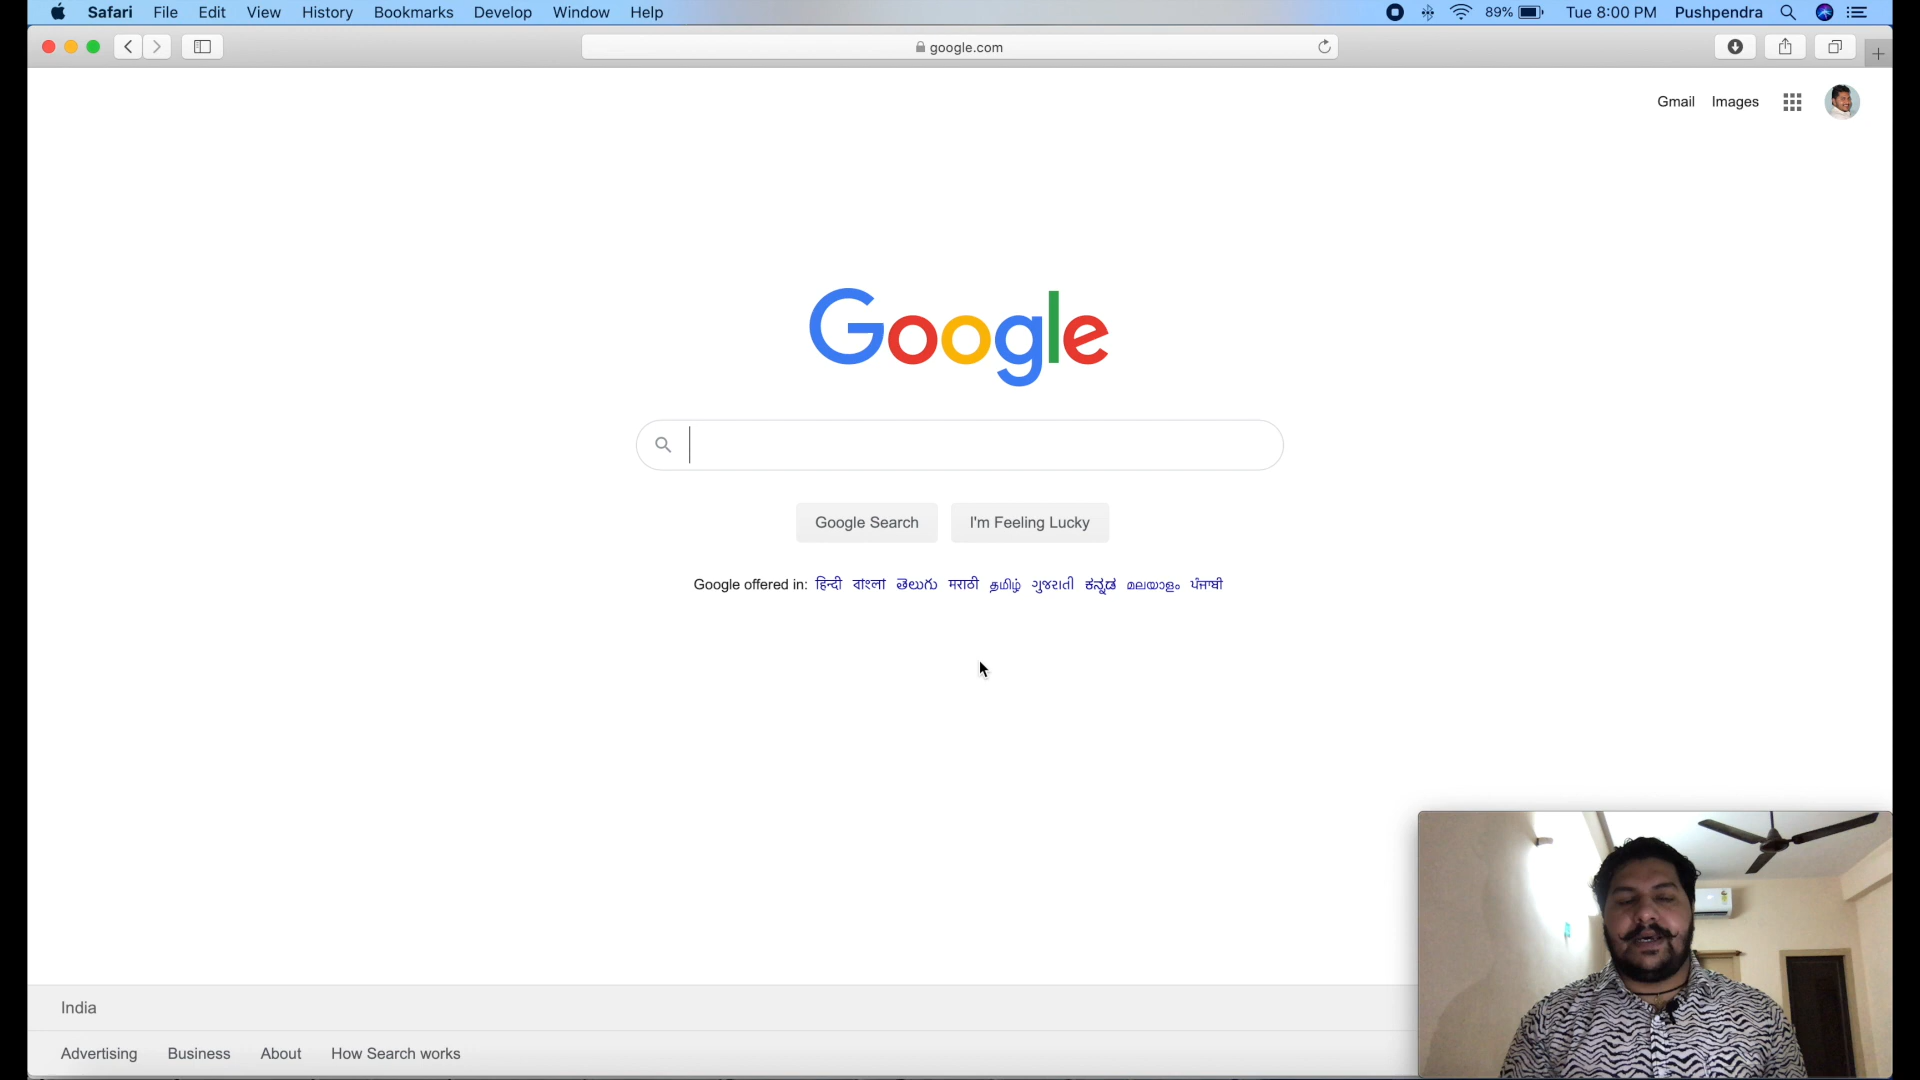 Safari File Edit View History Bookmarks Develop Window Help 89% Tue 8:00 PM Pushpendra
google.com
Gmail Images
Google
Google Search I'm Feeling Lucky
Google offered in: हिन्दी বাংলা తెలుగు मराठी தமிழ் ગુજરાતી ಕನ್ನಡ മലയാളം ਪੰਜਾਬੀ
India
Advertising Business About How Search works